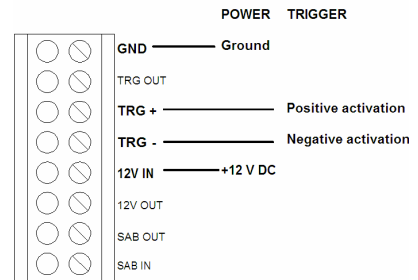 POWER TRIGGER
GND Ground
TRG OUT
TRG + Positive activation
TRG - Negative activation
12V IN +12 V DC
12V OUT
SAB OUT
SAB IN